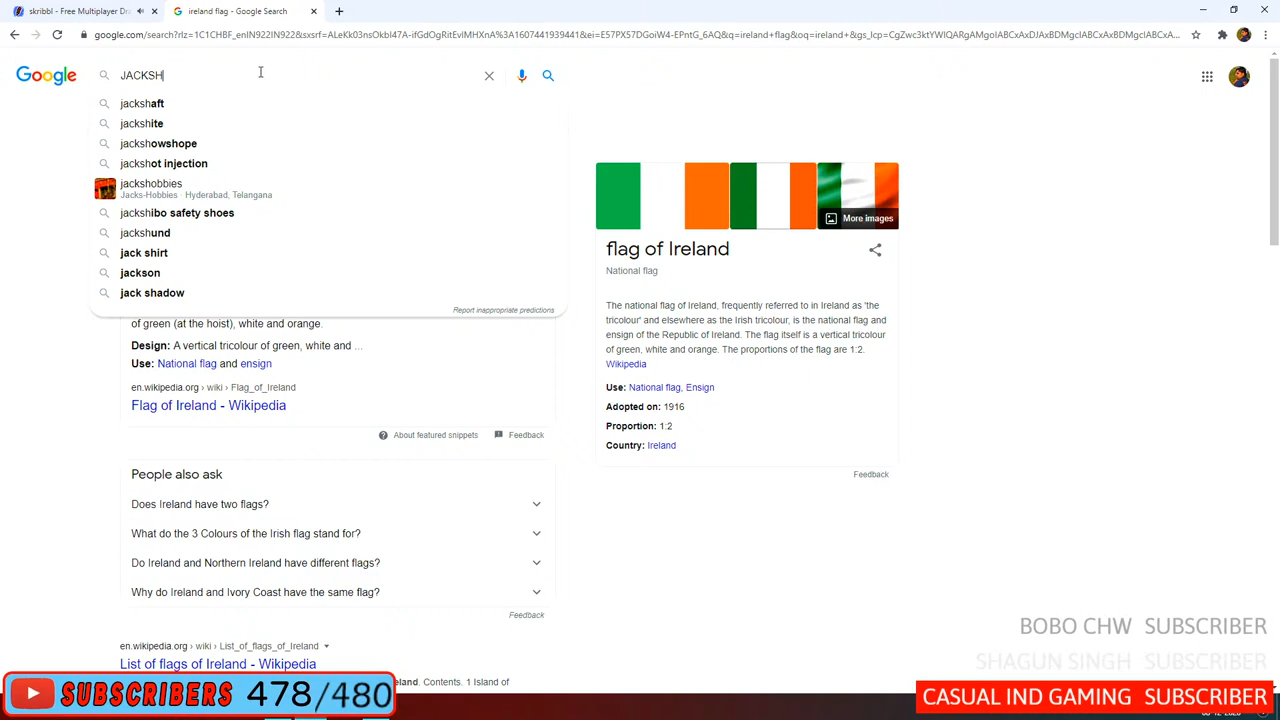 skribbl - Free Multiplayer Dra
ireland flag - Google Search
google.com/search?rlz=1C1CHBF_enIN922IN922&sxsrf=ALeKk03nsOkbI47A-ifGdOgRitEvIMHXnA%3A1607441939441&ei=E57PX57DGoiW4-EPntG_6AQ&q=ireland+flag&oq=ireland+&gs_lcp=CgZwc3ktYWIQARgAMgoIABCxAxDJAxBDMgcIABCxAxBDMgcIABCxAxBDMgoIA...
Google
JACKSH
jackshaft
jackshite
jackshowshope
jackshot injection
jackshobbies
Jacks-Hobbies · Hyderabad, Telangana
jackshibo safety shoes
jackshund
jack shirt
jackson
jack shadow
Report inappropriate predictions
of green (at the hoist), white and orange.
Design: A vertical tricolour of green, white and ...
Use: National flag and ensign
en.wikipedia.org › wiki › Flag_of_Ireland
Flag of Ireland - Wikipedia
About featured snippets
Feedback
People also ask
Does Ireland have two flags?
What do the 3 Colours of the Irish flag stand for?
Do Ireland and Northern Ireland have different flags?
Why do Ireland and Ivory Coast have the same flag?
Feedback
en.wikipedia.org › wiki › List_of_flags_of_Ireland
List of flags of Ireland - Wikipedia
eland. Contents. 1 Island of
More images
flag of Ireland
National flag
The national flag of Ireland, frequently referred to in Ireland as 'the
tricolour' and elsewhere as the Irish tricolour, is the national flag and
ensign of the Republic of Ireland. The flag itself is a vertical tricolour
of green, white and orange. The proportions of the flag are 1:2.
Wikipedia
Use: National flag, Ensign
Adopted on: 1916
Proportion: 1:2
Country: Ireland
Feedback
BOBO CHW SUBSCRIBER
SHAGUN SINGH SUBSCRIBER
CASUAL IND GAMING SUBSCRIBER
SUBSCRIBERS 478/480